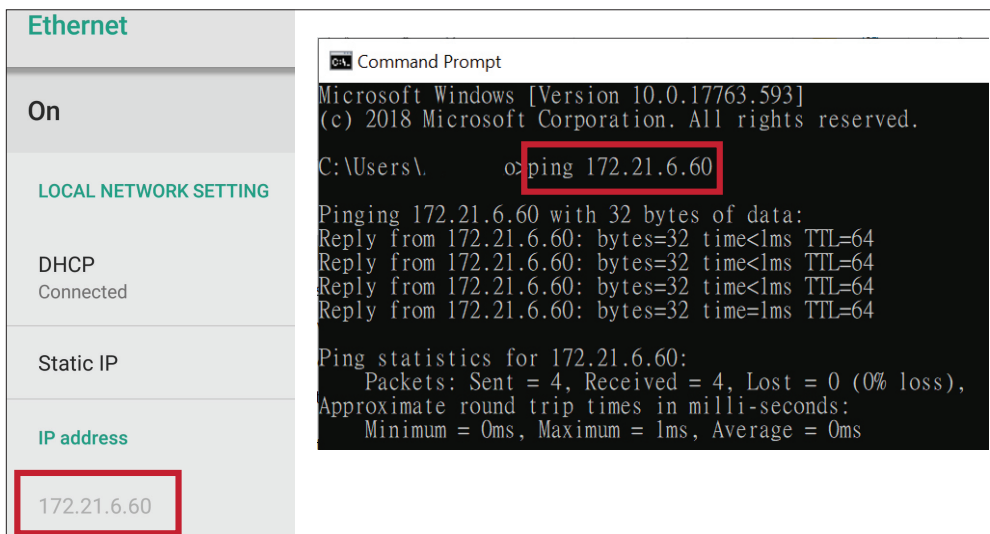 Ethernet
On
LOCAL NETWORK SETTING
DHCP
Connected
Static IP
IP address
172.21.6.60
Command Prompt
Microsoft Windows [Version 10.0.17763.593]
(c) 2018 Microsoft Corporation. All rights reserved.
C:\Users\. o>ping 172.21.6.60
Pinging 172.21.6.60 with 32 bytes of data:
Reply from 172.21.6.60: bytes=32 time<1ms TTL=64
Reply from 172.21.6.60: bytes=32 time<1ms TTL=64
Reply from 172.21.6.60: bytes=32 time<1ms TTL=64
Reply from 172.21.6.60: bytes=32 time=1ms TTL=64
Ping statistics for 172.21.6.60:
Packets: Sent = 4, Received = 4, Lost = 0 (0% loss),
Approximate round trip times in milli-seconds:
Minimum = 0ms, Maximum = 1ms, Average = 0ms